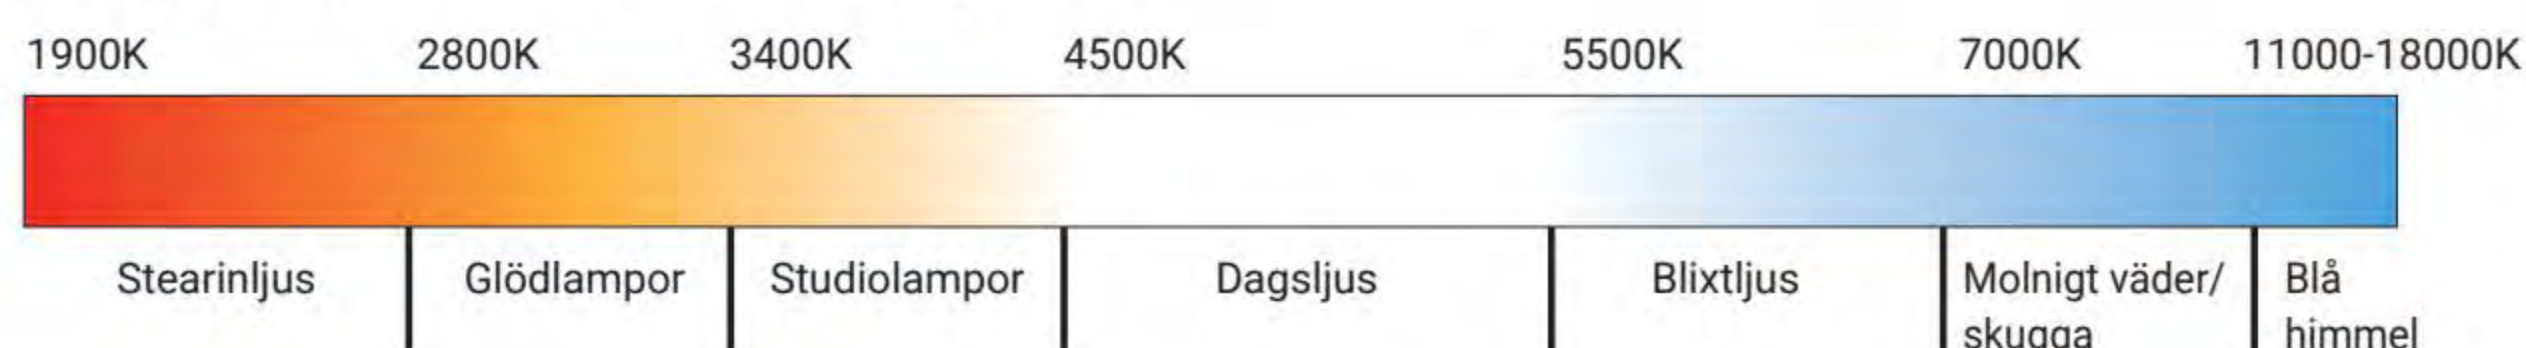 1900K 2800K 3400K 4500K 5500K 7000K 11000-18000K
Stearinljus Glödlampor Studiolampor Dagsljus Blixtljus Molnigt väder/ Blå
skugga himmel